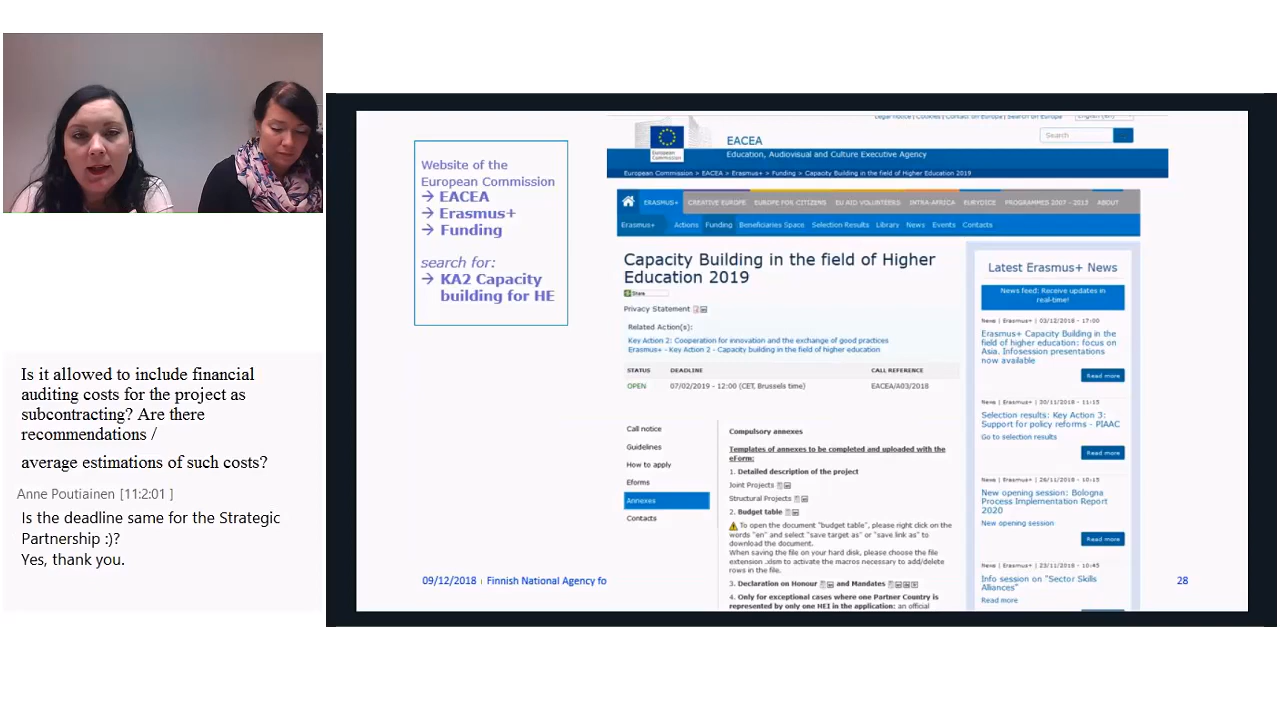 Is it allowed to include financial
auditing costs for the project as
subcontracting? Are there
recommendations /
average estimations of such costs?
Anne Poutiainen [11:2:01 ]
Is the deadline same for the Strategic
Partnership :)?
Yes, thank you.
Website of the
European Commission
→ EACEA
→ Erasmus+
→ Funding
search for:
→ KA2 Capacity
building for HE
Legal notice | Cookies | Contact on Europa | Search on Europa
English (en)
European
Commission
EACEA
Education, Audiovisual and Culture Executive Agency
Search
European Commission > EACEA > Erasmus+ > Funding > Capacity Building in the field of Higher Education 2019
ERASMUS+ CREATIVE EUROPE EUROPE FOR CITIZENS EU AID VOLUNTEERS INTRA-AFRICA EURYDICE PROGRAMMES 2007 - 2013 ABOUT
Erasmus+ Actions Funding Beneficiaries Space Selection Results Library News Events Contacts
Capacity Building in the field of Higher
Education 2019
Share
Privacy Statement
Related Action(s):
Key Action 2: Cooperation for innovation and the exchange of good practices
Erasmus+ - Key Action 2 - Capacity building in the field of higher education
STATUS DEADLINE CALL REFERENCE
OPEN 07/02/2019 - 12:00 (CET, Brussels time) EACEA/A03/2018
Call notice
Guidelines
How to apply
Eforms
Annexes
Contacts
Compulsory annexes
Templates of annexes to be completed and uploaded with the
eForm:
1. Detailed description of the project
Joint Projects
Structural Projects
2. Budget table
To open the document "budget table", please right click on the
words "en" and select "save target as" or "save link as" to
download the document.
When saving the file on your hard disk, please choose the file
extension .xlsm to activate the macros necessary to add/delete
rows in the file.
3. Declaration on Honour and Mandates
4. Only for exceptional cases where one Partner Country is
represented by only one HEI in the application: an official
Latest Erasmus+ News
News feed: Receive updates in
real-time!
News | Erasmus+ | 03/12/2018 - 17:00
Erasmus+ Capacity Building in the
field of higher education: focus on
Asia. Infosession presentations
now available
Read more
News | Erasmus+ | 30/11/2018 - 11:15
Selection results: Key Action 3:
Support for policy reforms - PIAAC
Go to selection results
Read more
News | Erasmus+ | 26/11/2018 - 10:15
New opening session: Bologna
Process Implementation Report
2020
New opening session
Read more
News | Erasmus+ | 23/11/2018 - 10:45
Info session on "Sector Skills
Alliances"
Read more
09/12/2018 | Finnish National Agency fo
28